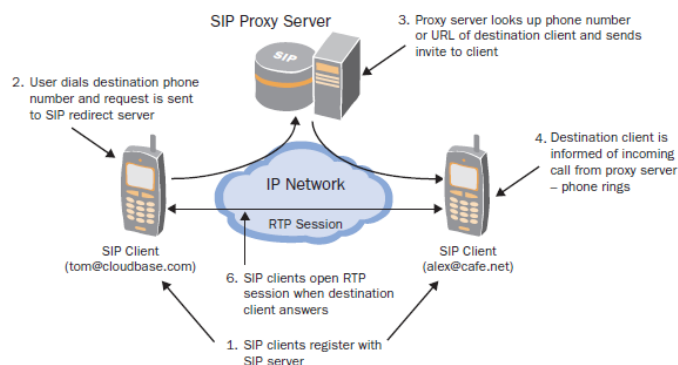 SIP Proxy Server
SIP
3. Proxy server looks up phone number
or URL of destination client and sends
invite to client
2. User dials destination phone
number and request is sent
to SIP redirect server
4. Destination client is
informed of incoming
call from proxy server
– phone rings
IP Network
RTP Session
SIP Client
(tom@cloudbase.com)
SIP Client
(alex@cafe.net)
6. SIP clients open RTP
session when destination
client answers
1. SIP clients register with
SIP server